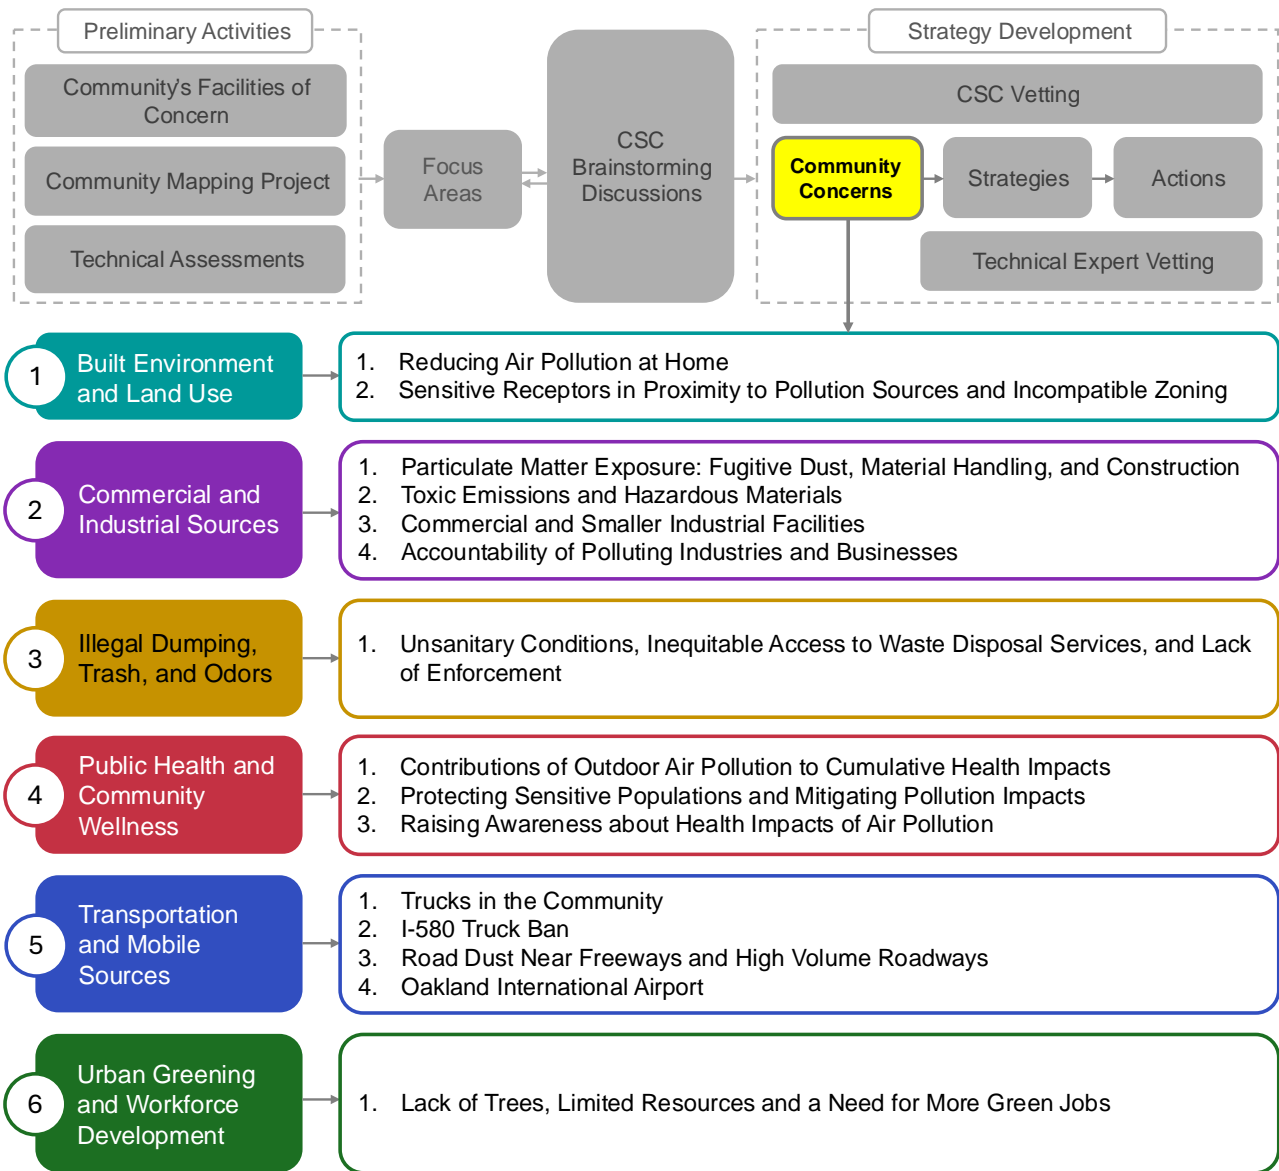 Preliminary Activities
Community's Facilities of
Concern
Community Mapping Project
Technical Assessments
Focus
Areas
CSC
Brainstorming
Discussions
Strategy Development
CSC Vetting
Community
Concerns
Strategies
Actions
Technical Expert Vetting
1
Built Environment
and Land Use
1. Reducing Air Pollution at Home
2. Sensitive Receptors in Proximity to Pollution Sources and Incompatible Zoning
2
Commercial and
Industrial Sources
1. Particulate Matter Exposure: Fugitive Dust, Material Handling, and Construction
2. Toxic Emissions and Hazardous Materials
3. Commercial and Smaller Industrial Facilities
4. Accountability of Polluting Industries and Businesses
3
Illegal Dumping,
Trash, and Odors
1. Unsanitary Conditions, Inequitable Access to Waste Disposal Services, and Lack
of Enforcement
4
Public Health and
Community
Wellness
1. Contributions of Outdoor Air Pollution to Cumulative Health Impacts
2. Protecting Sensitive Populations and Mitigating Pollution Impacts
3. Raising Awareness about Health Impacts of Air Pollution
5
Transportation
and Mobile
Sources
1. Trucks in the Community
2. I-580 Truck Ban
3. Road Dust Near Freeways and High Volume Roadways
4. Oakland International Airport
6
Urban Greening
and Workforce
Development
1. Lack of Trees, Limited Resources and a Need for More Green Jobs